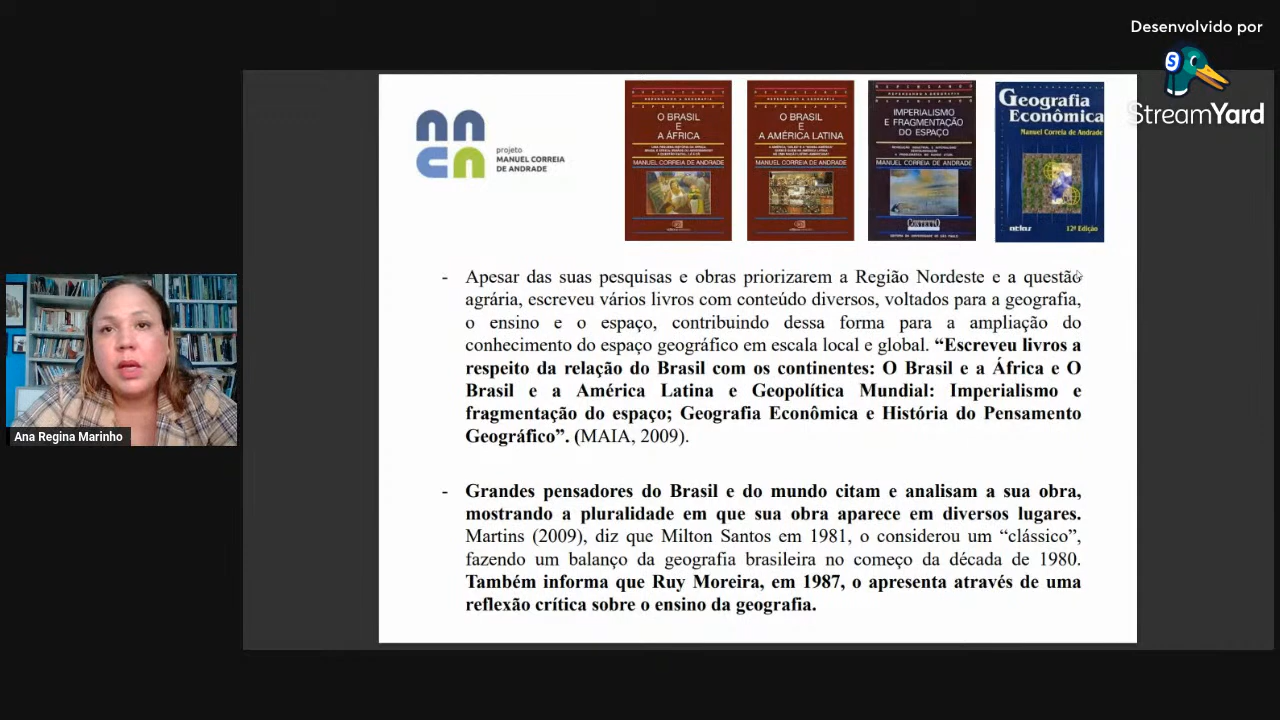 Desenvolvido por
S
StreamYard
projeto
MANUEL CORREIA
DE ANDRADE
REPENSANDO A GEOGRAFIA
O BRASIL
E
A ÁFRICA
MANUEL CORREIA DE ANDRADE
REPENSANDO A GEOGRAFIA
O BRASIL
E
A AMÉRICA LATINA
MANUEL CORREIA DE ANDRADE
REPENSANDO A GEOGRAFIA
IMPERIALISMO
E FRAGMENTAÇÃO
DO ESPAÇO
MANUEL CORREIA DE ANDRADE
CONTEXTO
Geografia
Econômica
Manuel Correia de Andrade
atlas
12ª Edição
- Apesar das suas pesquisas e obras priorizarem a Região Nordeste e a questão
agrária, escreveu vários livros com conteúdo diversos, voltados para a geografia,
o ensino e o espaço, contribuindo dessa forma para a ampliação do
conhecimento do espaço geográfico em escala local e global. “Escreveu livros a
respeito da relação do Brasil com os continentes: O Brasil e a África e O
Brasil e a América Latina e Geopolítica Mundial: Imperialismo e
fragmentação do espaço; Geografia Econômica e História do Pensamento
Geográfico”. (MAIA, 2009).
- Grandes pensadores do Brasil e do mundo citam e analisam a sua obra,
mostrando a pluralidade em que sua obra aparece em diversos lugares.
Martins (2009), diz que Milton Santos em 1981, o considerou um “clássico”,
fazendo um balanço da geografia brasileira no começo da década de 1980.
Também informa que Ruy Moreira, em 1987, o apresenta através de uma
reflexão crítica sobre o ensino da geografia.
Ana Regina Marinho